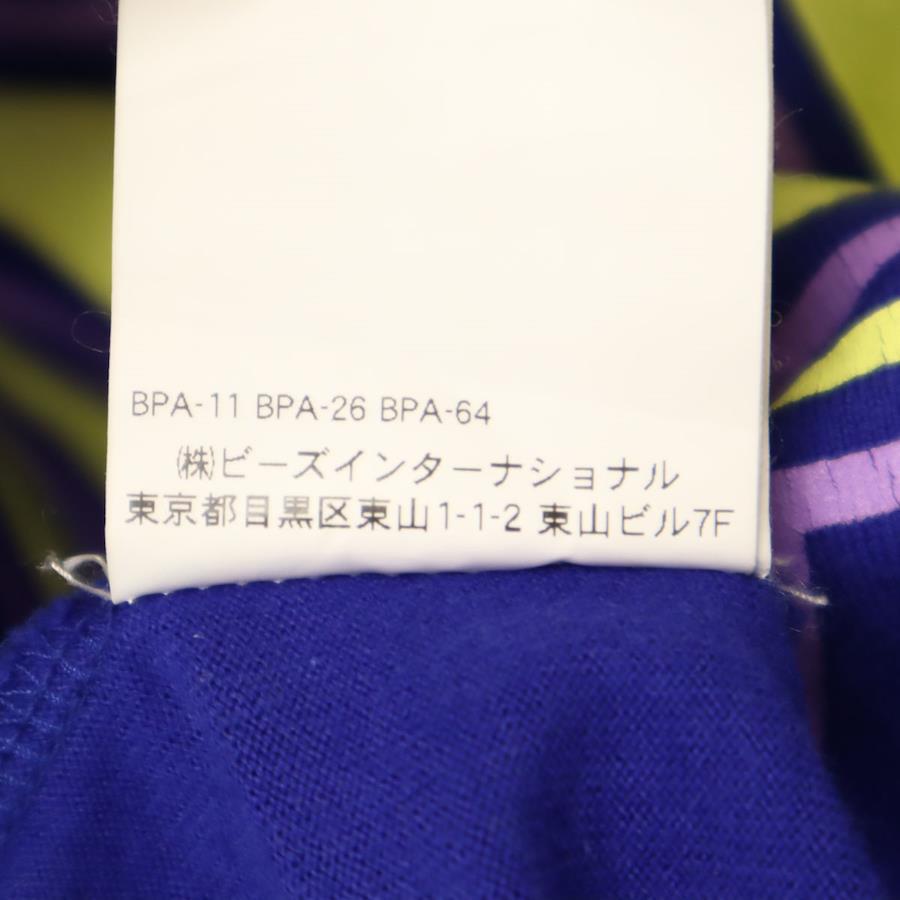 BPA-11 BPA-26 BPA-64
㈱ビーズインターナショナル
東京都目黒区東山1-1-2 東山ビル7F